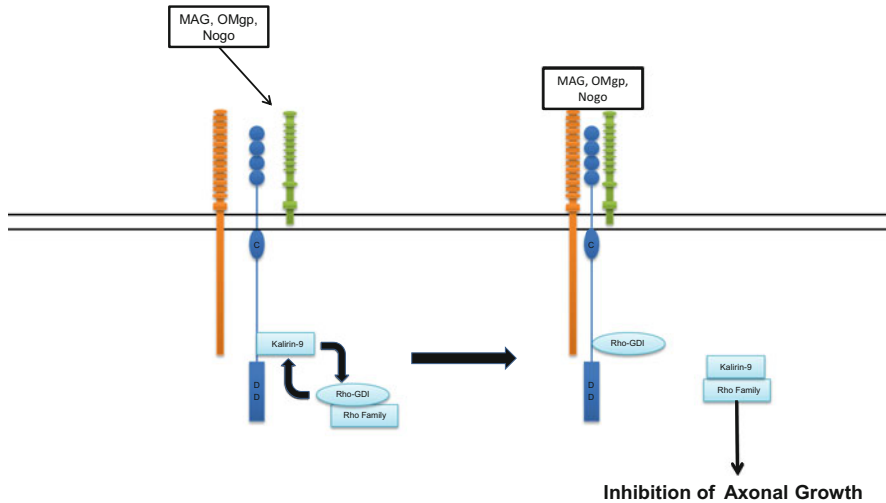 MAG, OMgp,
Nogo
MAG, OMgp,
Nogo
C
C
Kalirin-9
Rho-GDI
Rho-GDI
Rho Family
D
D
D
D
Kalirin-9
Rho Family
Inhibition of Axonal Growth